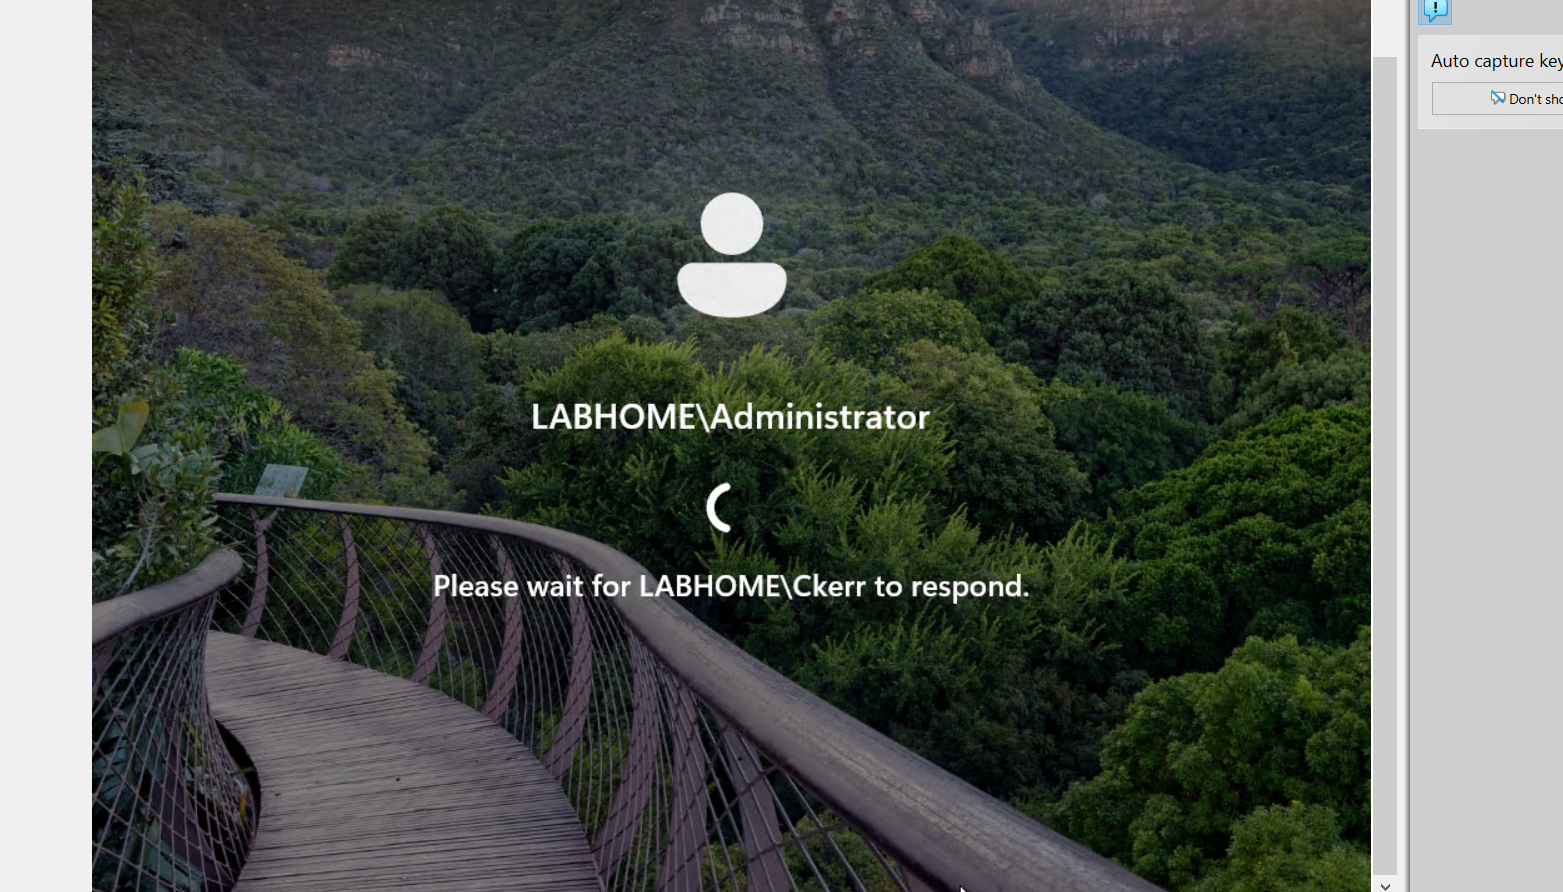 Auto capture key
Don't sho
LABHOME\Administrator
Please wait for LABHOME\Ckerr to respond.